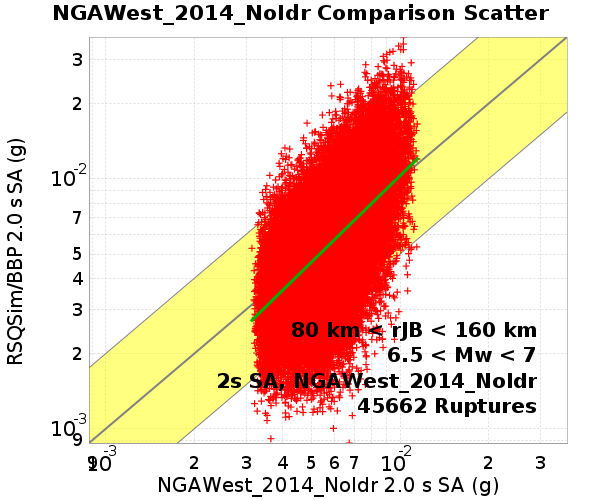 NGAWest_2014_NoIdr Comparison Scatter
RSQSim/BBP 2.0 s SA (g)
3
2
10-2
7
5
4
3
2
10-3
9
80 km < rJB < 160 km
6.5 < Mw < 7
2s SA, NGAWest_2014_NoIdr
45662 Ruptures
9 10-3 2 3 4 5 6 7 10-2 2 3
NGAWest_2014_NoIdr 2.0 s SA (g)